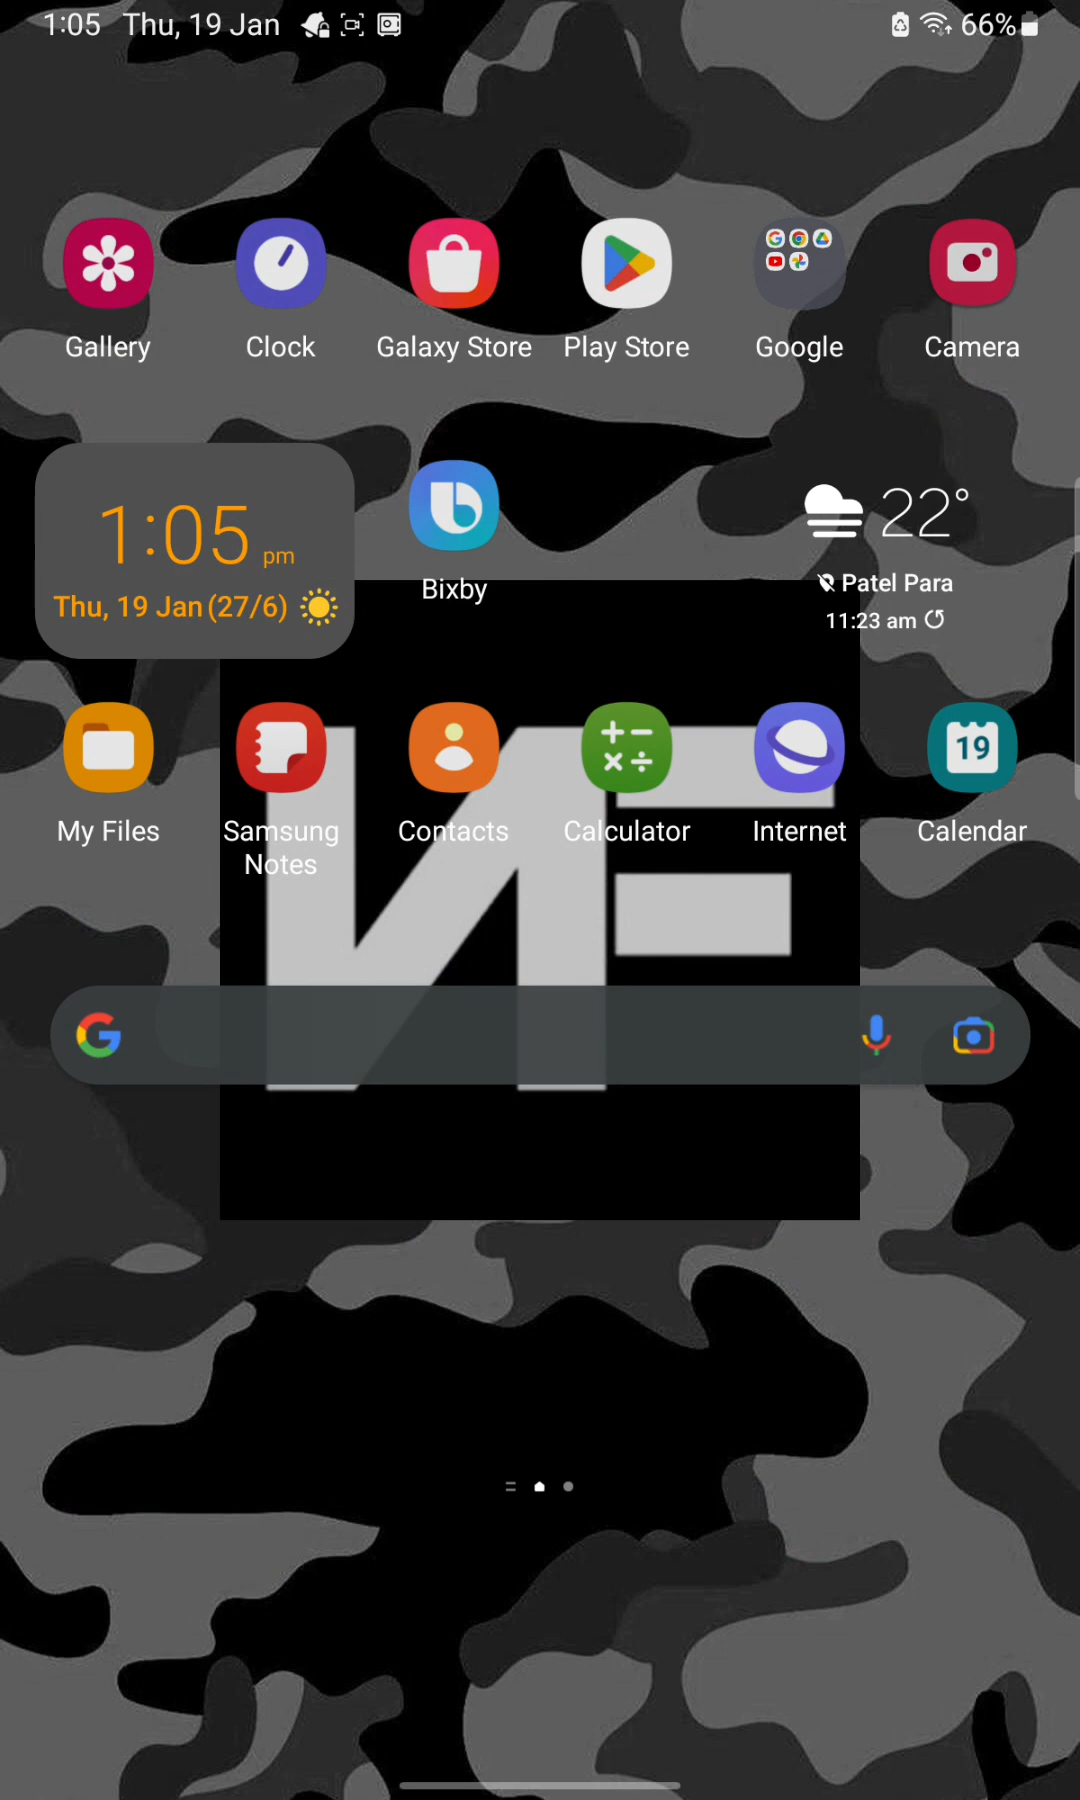 1:05 Thu, 19 Jan 66%
Gallery Clock Galaxy Store Play Store Google Camera
1:05 pm
Thu, 19 Jan (27/6)
Bixby
22°
Patel Para
11:23 am
19
My Files Samsung Notes Contacts Calculator Internet Calendar
NF